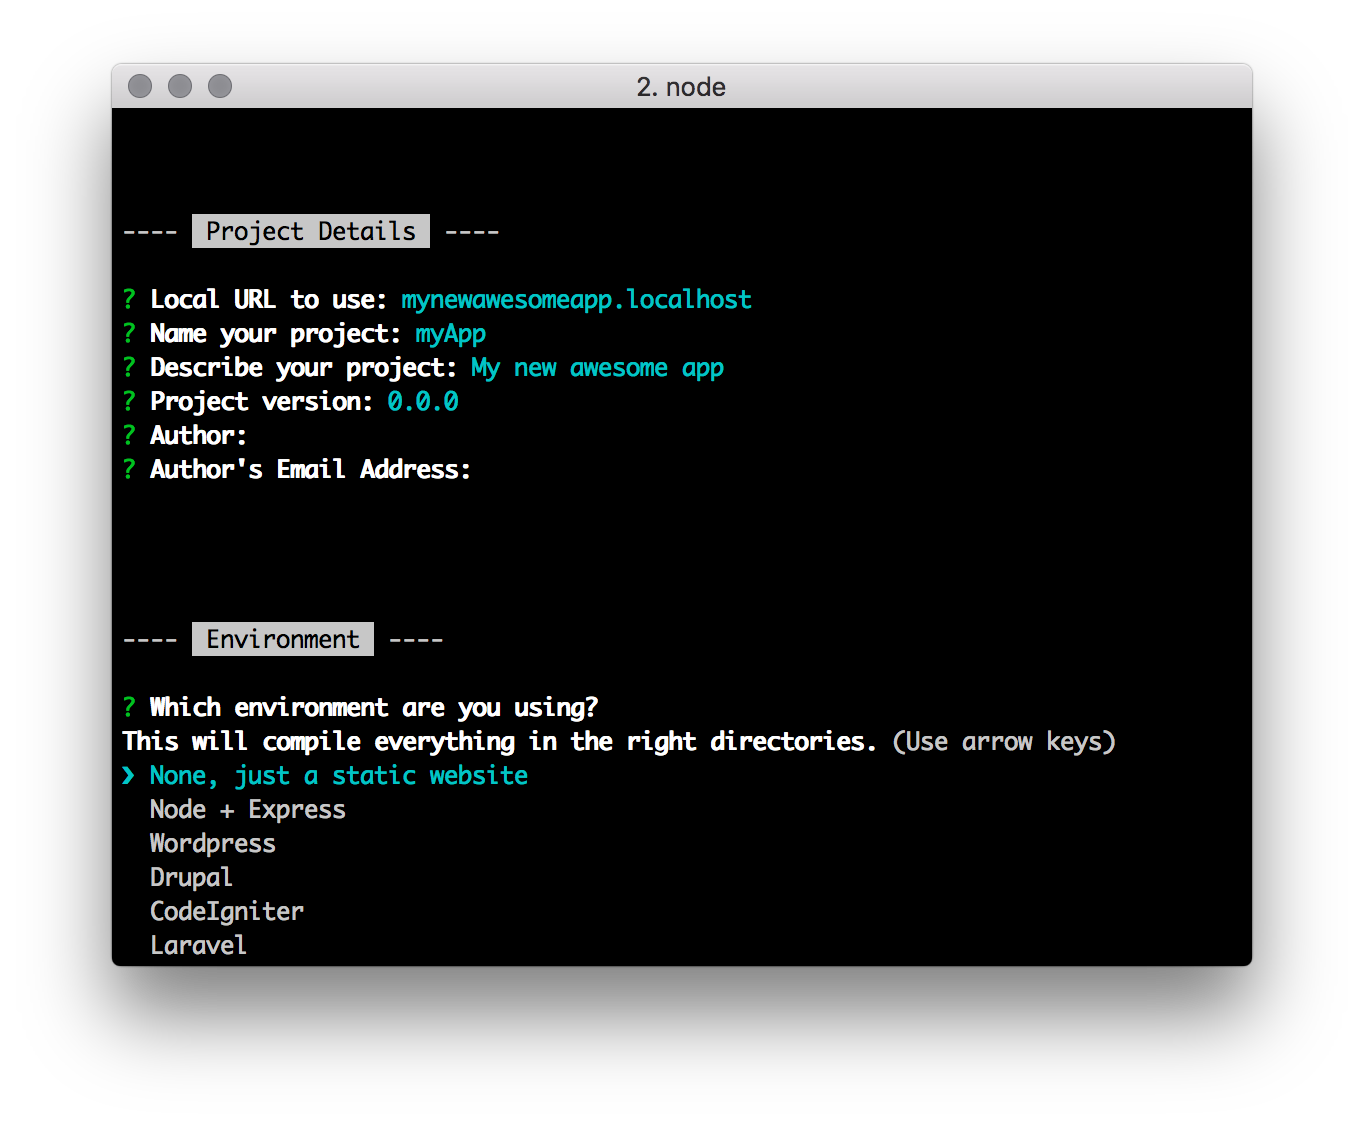 2. node
---- Project Details ----
? Local URL to use: mynewawesomeapp.localhost
? Name your project: myApp
? Describe your project: My new awesome app
? Project version: 0.0.0
? Author:
? Author's Email Address:
---- Environment ----
? Which environment are you using?
This will compile everything in the right directories. (Use arrow keys)
❯ None, just a static website
Node + Express
Wordpress
Drupal
CodeIgniter
Laravel